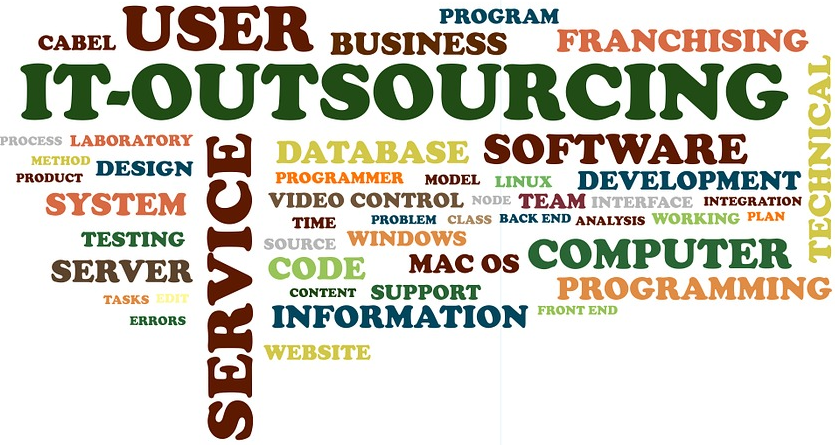 PROGRAM
CABEL USER BUSINESS FRANCHISING
IT-OUTSOURCING
TECHNICAL
PROCESS LABORATORY
SERVICE
DATABASE SOFTWARE
METHOD DESIGN
PRODUCT
PROGRAMMER MODEL LINUX DEVELOPMENT
SYSTEM
VIDEO CONTROL NODE TEAM INTERFACE INTEGRATION
TIME PROBLEM CLASS BACK END ANALYSIS WORKING PLAN
TESTING
SOURCE WINDOWS COMPUTER
SERVER
CODE MAC OS
PROGRAMMING
TASKS EDIT
CONTENT SUPPORT
ERRORS
INFORMATION FRONT END
WEBSITE